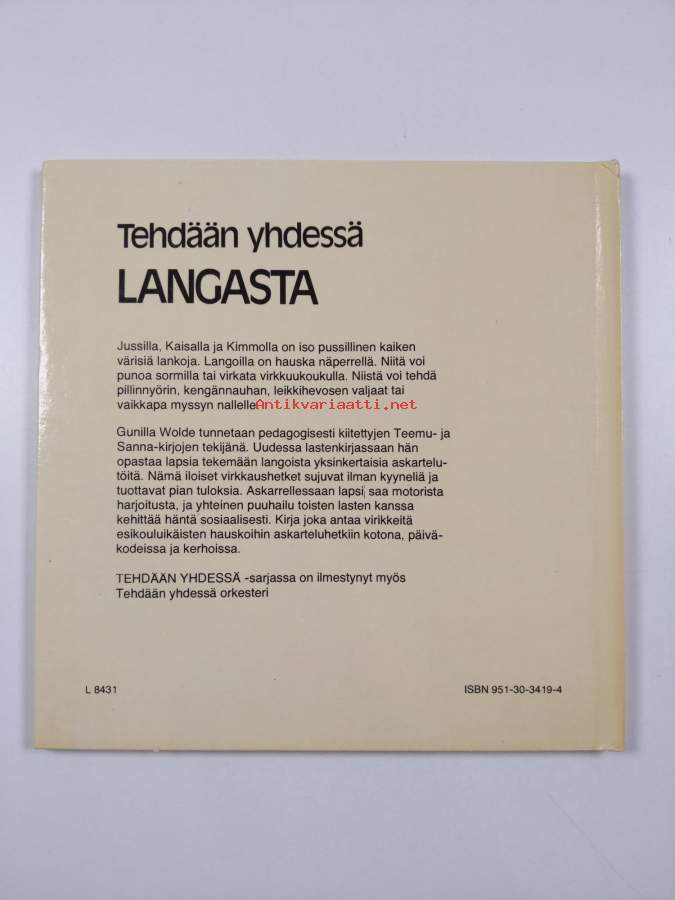 Tehdään yhdessä
LANGASTA
Jussilla, Kaisalla ja Kimmolla on iso pussillinen kaiken
värisiä lankoja. Langoilla on hauska näperrellä. Niitä voi
punoa sormilla tai virkata virkkuukoukulla. Niistä voi tehdä
pillinnyörin, kengännauhan, leikkihevosen valjaat tai
vaikkapa myssyn nallelle Antikvariaatti.net
Gunilla Wolde tunnetaan pedagogisesti kiitettyjen Teemu- ja
Sanna-kirjojen tekijänä. Uudessa lastenkirjassaan hän
opastaa lapsia tekemään langoista yksinkertaisia askartelu-
töitä. Nämä iloiset virkkaushetket sujuvat ilman kyyneliä ja
tuottavat pian tuloksia. Askarrellessaan lapsi saa motorista
harjoitusta, ja yhteinen puuhailu toisten lasten kanssa
kehittää häntä sosiaalisesti. Kirja joka antaa virikkeitä
esikouluikäisten hauskoihin askarteluhetkiin kotona, päivä-
kodeissa ja kerhoissa.
TEHDÄÄN YHDESSÄ -sarjassa on ilmestynyt myös
Tehdään yhdessä orkesteri
L 8431
ISBN 951-30-3419-4